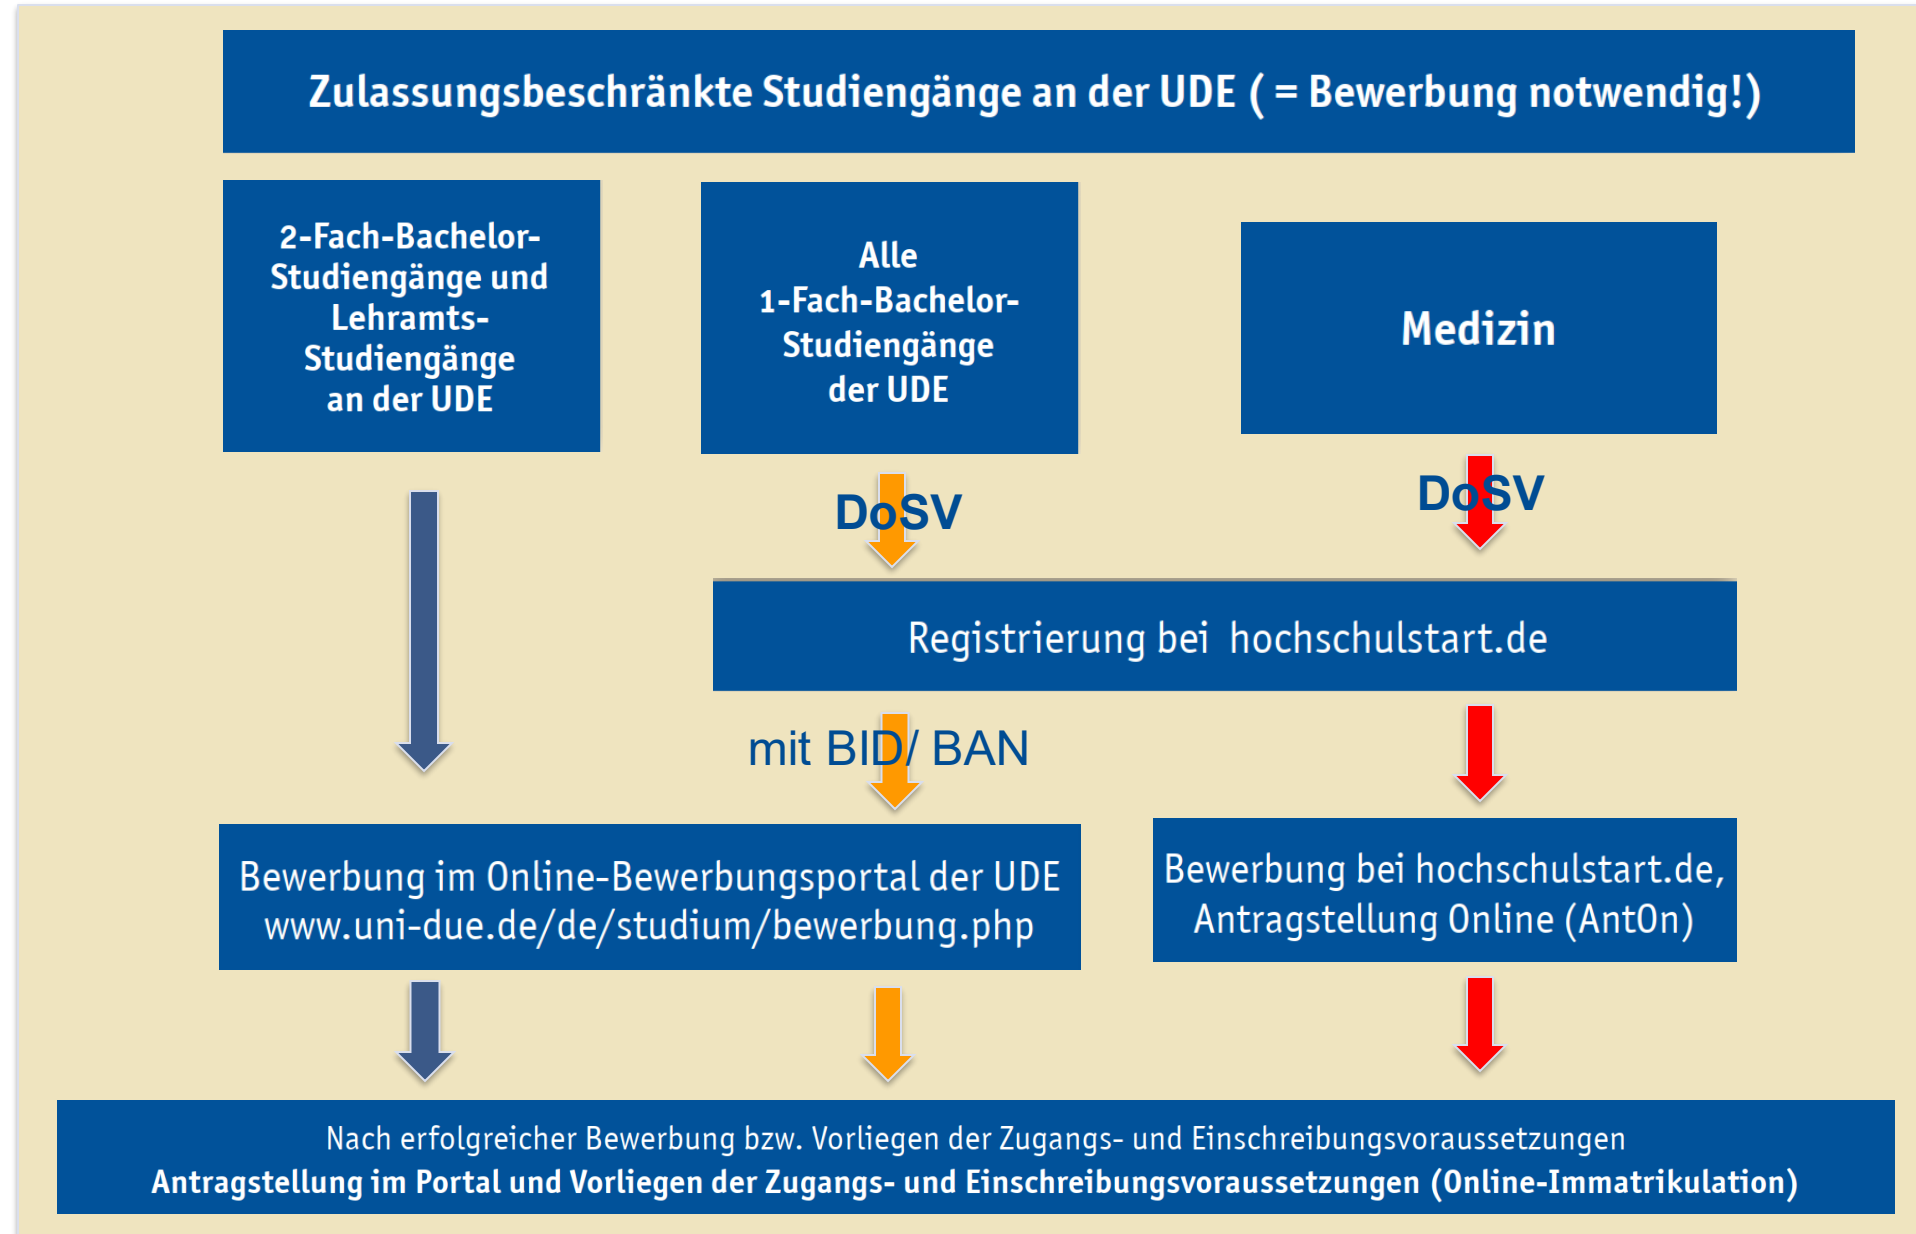 Zulassungsbeschränkte Studiengänge an der UDE ( = Bewerbung notwendig!)
2-Fach-Bachelor-
Studiengänge und
Lehramts-
Studiengänge
an der UDE
Alle
1-Fach-Bachelor-
Studiengänge
der UDE
Medizin
DoSV
DoSV
Registrierung bei hochschulstart.de
mit BID/ BAN
Bewerbung im Online-Bewerbungsportal der UDE
www.uni-due.de/de/studium/bewerbung.php
Bewerbung bei hochschulstart.de,
Antragstellung Online (AntOn)
Nach erfolgreicher Bewerbung bzw. Vorliegen der Zugangs- und Einschreibungsvoraussetzungen
Antragstellung im Portal und Vorliegen der Zugangs- und Einschreibungsvoraussetzungen (Online-Immatrikulation)